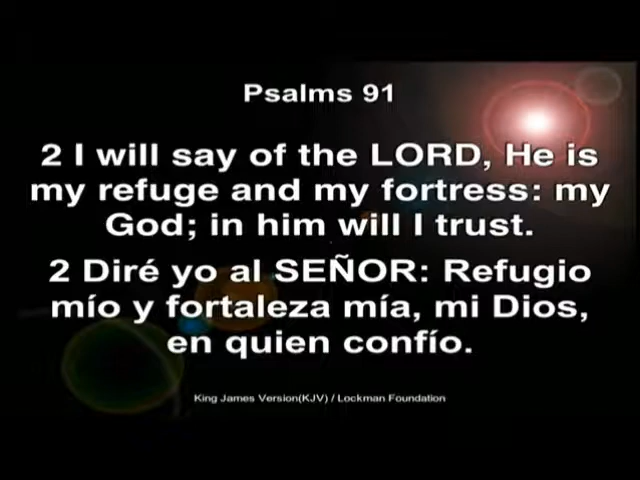 Psalms 91
2 I will say of the LORD, He is
my refuge and my fortress: my
God; in him will I trust.
2 Diré yo al SEÑOR: Refugio
mío y fortaleza mía, mi Dios,
en quien confío.
King James Version(KJV) / Lockman Foundation